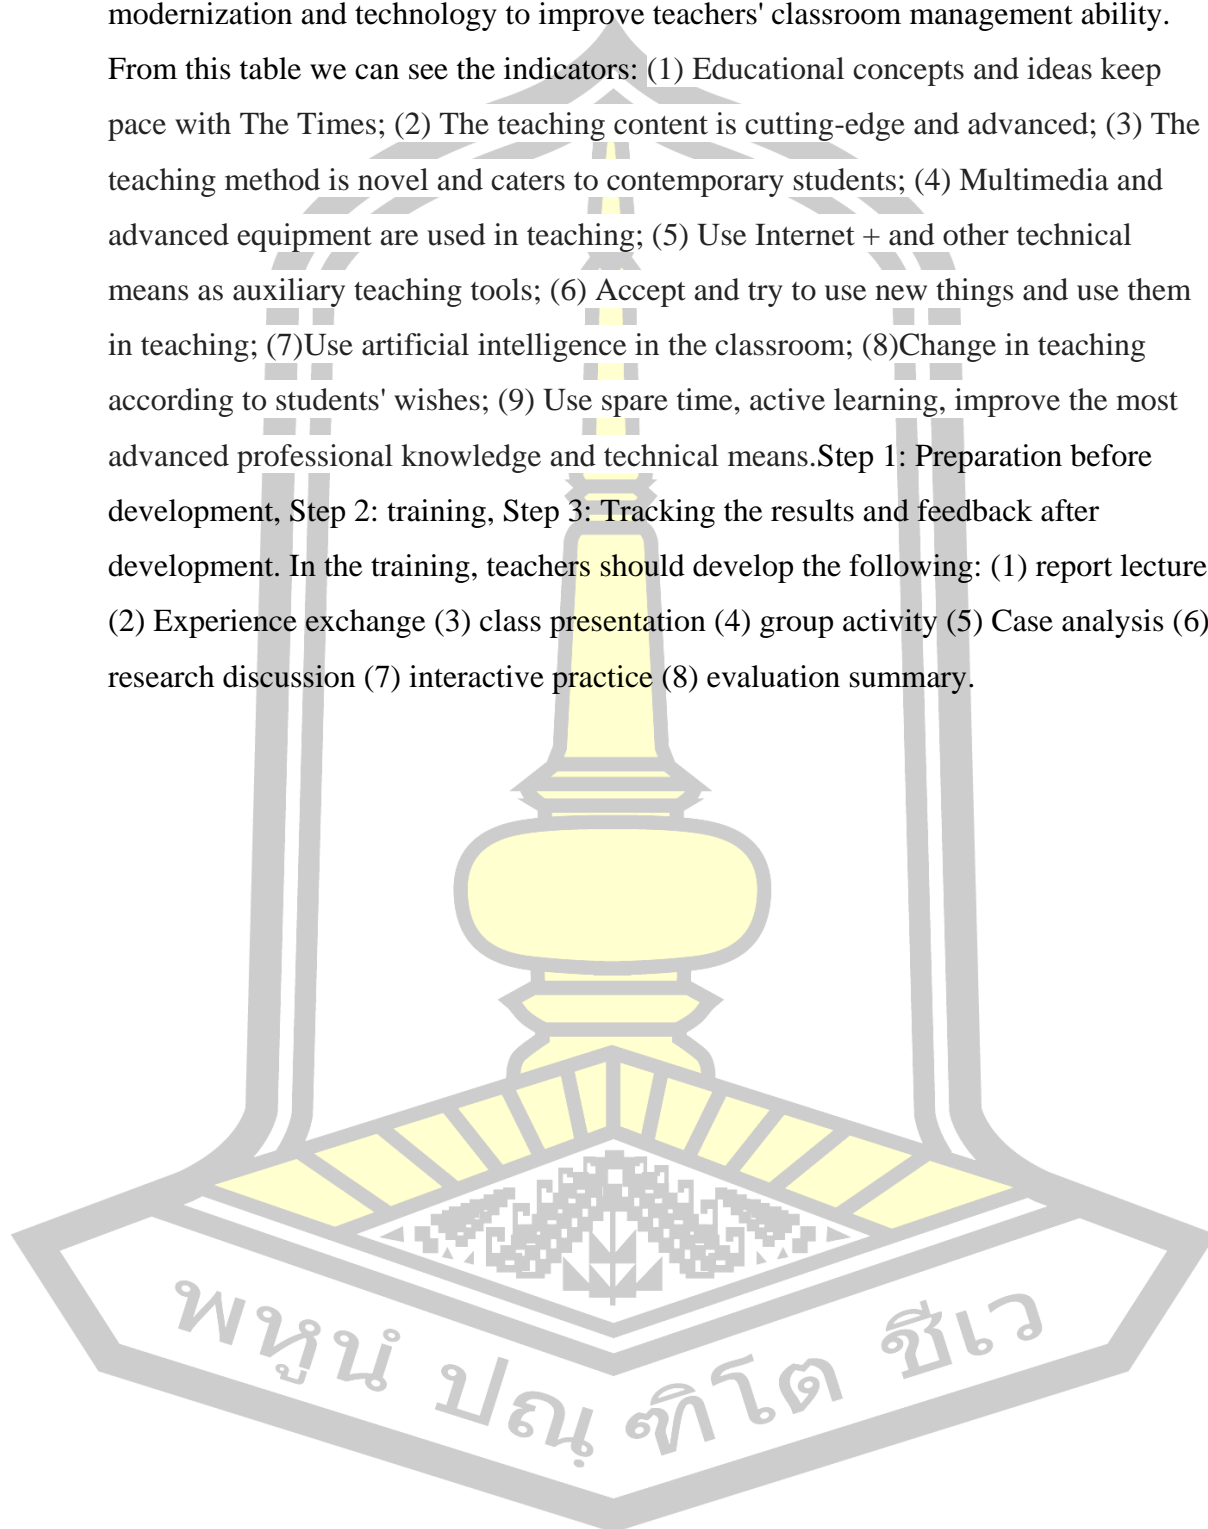 modernization and technology to improve teachers' classroom management ability.
From this table we can see the indicators: (1) Educational concepts and ideas keep
pace with The Times; (2) The teaching content is cutting-edge and advanced; (3) The
teaching method is novel and caters to contemporary students; (4) Multimedia and
advanced equipment are used in teaching; (5) Use Internet + and other technical
means as auxiliary teaching tools; (6) Accept and try to use new things and use them
in teaching; (7)Use artificial intelligence in the classroom; (8)Change in teaching
according to students' wishes; (9) Use spare time, active learning, improve the most
advanced professional knowledge and technical means.Step 1: Preparation before
development, Step 2: training, Step 3: Tracking the results and feedback after
development. In the training, teachers should develop the following: (1) report lecture
(2) Experience exchange (3) class presentation (4) group activity (5) Case analysis (6)
research discussion (7) interactive practice (8) evaluation summary.
พหูนํ ปณฺฑิโต ชีเว